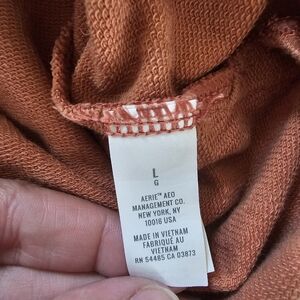 L
G
AERIE™ AEO
MANAGEMENT CO.
NEW YORK, NY
10016 USA
MADE IN VIETNAM
FABRIQUÉ AU
VIETNAM
RN 54485 CA 03873